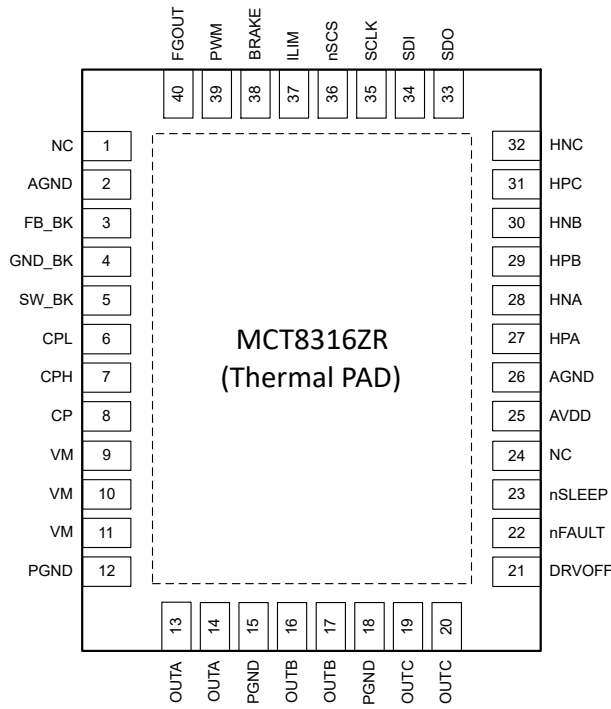 FGOUT
PWM
BRAKE
ILIM
nSCS
SCLK
SDI
SDO
40
39
38
37
36
35
34
33
NC 1
AGND 2
FB_BK 3
GND_BK 4
SW_BK 5
CPL 6
CPH 7
CP 8
VM 9
VM 10
VM 11
PGND 12
MCT8316ZR
(Thermal PAD)
32 HNC
31 HPC
30 HNB
29 HPB
28 HNA
27 HPA
26 AGND
25 AVDD
24 NC
23 nSLEEP
22 nFAULT
21 DRVOFF
13
14
15
16
17
18
19
20
OUTA
OUTA
PGND
OUTB
OUTB
PGND
OUTC
OUTC